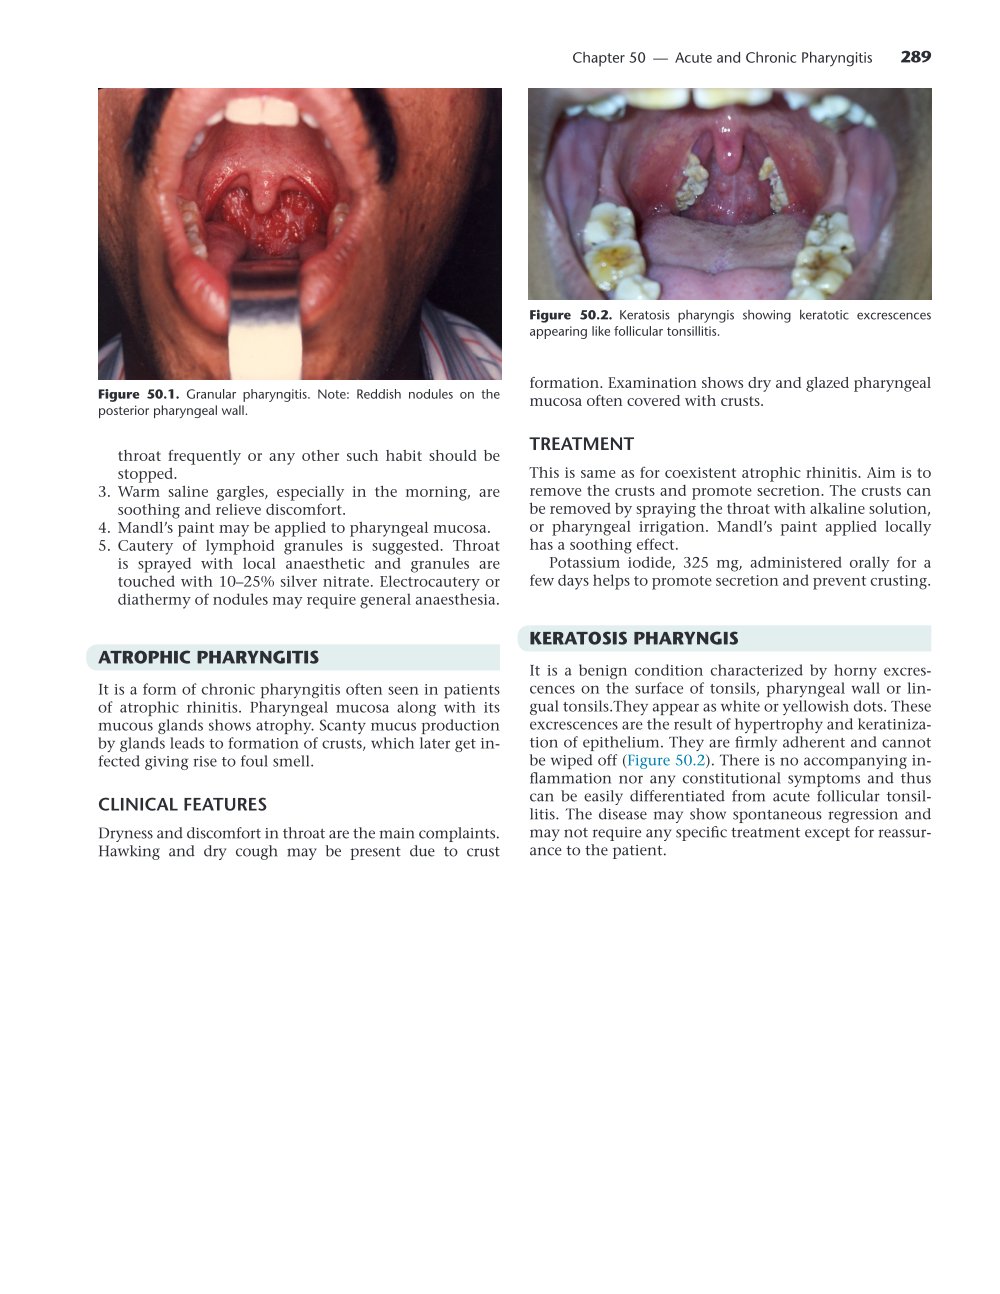 Chapter 50 — Acute and Chronic Pharyngitis 289
Figure 50.1. Granular pharyngitis. Note: Reddish nodules on the
posterior pharyngeal wall.
throat frequently or any other such habit should be
stopped.
3. Warm saline gargles, especially in the morning, are
soothing and relieve discomfort.
4. Mandl’s paint may be applied to pharyngeal mucosa.
5. Cautery of lymphoid granules is suggested. Throat
is sprayed with local anaesthetic and granules are
touched with 10–25% silver nitrate. Electrocautery or
diathermy of nodules may require general anaesthesia.
ATROPHIC PHARYNGITIS
It is a form of chronic pharyngitis often seen in patients
of atrophic rhinitis. Pharyngeal mucosa along with its
mucous glands shows atrophy. Scanty mucus production
by glands leads to formation of crusts, which later get in-
fected giving rise to foul smell.
CLINICAL FEATURES
Dryness and discomfort in throat are the main complaints.
Hawking and dry cough may be present due to crust
Figure 50.2. Keratosis pharyngis showing keratotic excrescences
appearing like follicular tonsillitis.
formation. Examination shows dry and glazed pharyngeal
mucosa often covered with crusts.
TREATMENT
This is same as for coexistent atrophic rhinitis. Aim is to
remove the crusts and promote secretion. The crusts can
be removed by spraying the throat with alkaline solution,
or pharyngeal irrigation. Mandl’s paint applied locally
has a soothing effect.
Potassium iodide, 325 mg, administered orally for a
few days helps to promote secretion and prevent crusting.
KERATOSIS PHARYNGIS
It is a benign condition characterized by horny excres-
cences on the surface of tonsils, pharyngeal wall or lin-
gual tonsils.They appear as white or yellowish dots. These
excrescences are the result of hypertrophy and keratiniza-
tion of epithelium. They are firmly adherent and cannot
be wiped off (Figure 50.2). There is no accompanying in-
flammation nor any constitutional symptoms and thus
can be easily differentiated from acute follicular tonsil-
litis. The disease may show spontaneous regression and
may not require any specific treatment except for reassur-
ance to the patient.